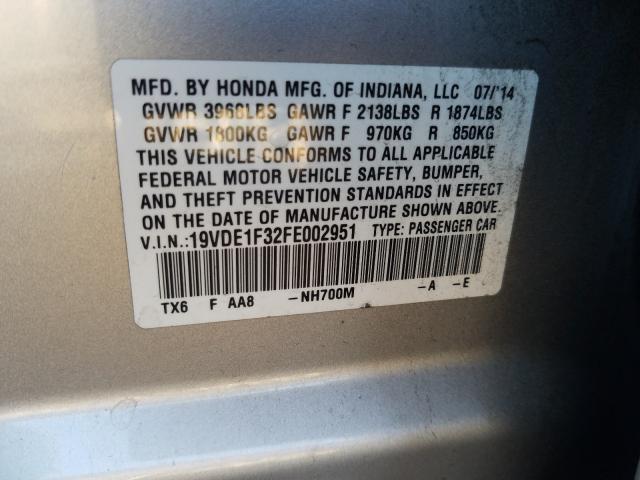 MFD. BY HONDA MFG. OF INDIANA, LLC 07/'14
GVWR 3968LBS GAWR F 2138LBS R 1874LBS
GVWR 1800KG GAWR F 970KG R 850KG
THIS VEHICLE CONFORMS TO ALL APPLICABLE
FEDERAL MOTOR VEHICLE SAFETY, BUMPER,
AND THEFT PREVENTION STANDARDS IN EFFECT
ON THE DATE OF MANUFACTURE SHOWN ABOVE.
V.I.N.:19VDE1F32FE002951 TYPE: PASSENGER CAR
TX6 F AA8 -NH700M -A -E